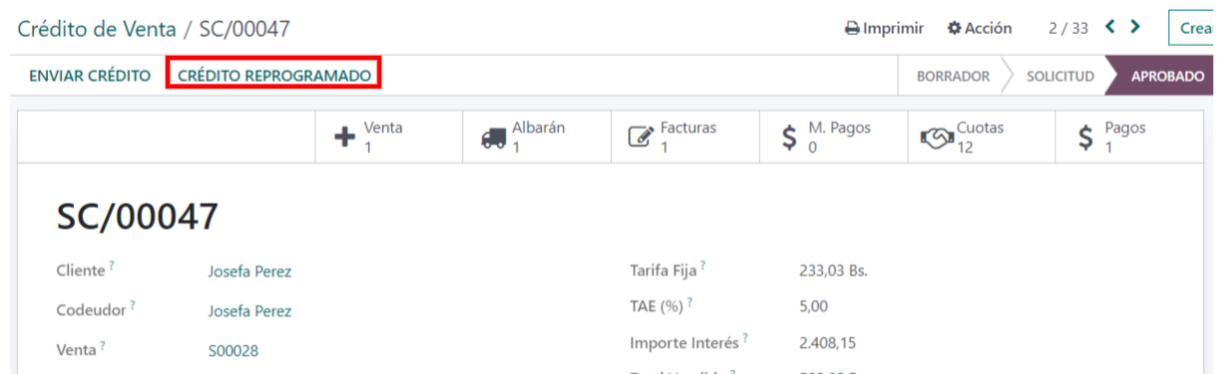 Crédito de Venta / SC/00047 Imprimir Acción 2 / 33
ENVIAR CRÉDITO CRÉDITO REPROGRAMADO BORRADOR SOLICITUD APROBADO
Venta Albarán Facturas M. Pagos Cuotas Pagos
1 1 1 0 12 1
SC/00047
Cliente ? Josefa Perez Tarifa Fija ? 233,03 Bs.
Codeudor ? Josefa Perez TAE (%) ? 5,00
Venta ? S00028 Importe Interés ? 2.408,15